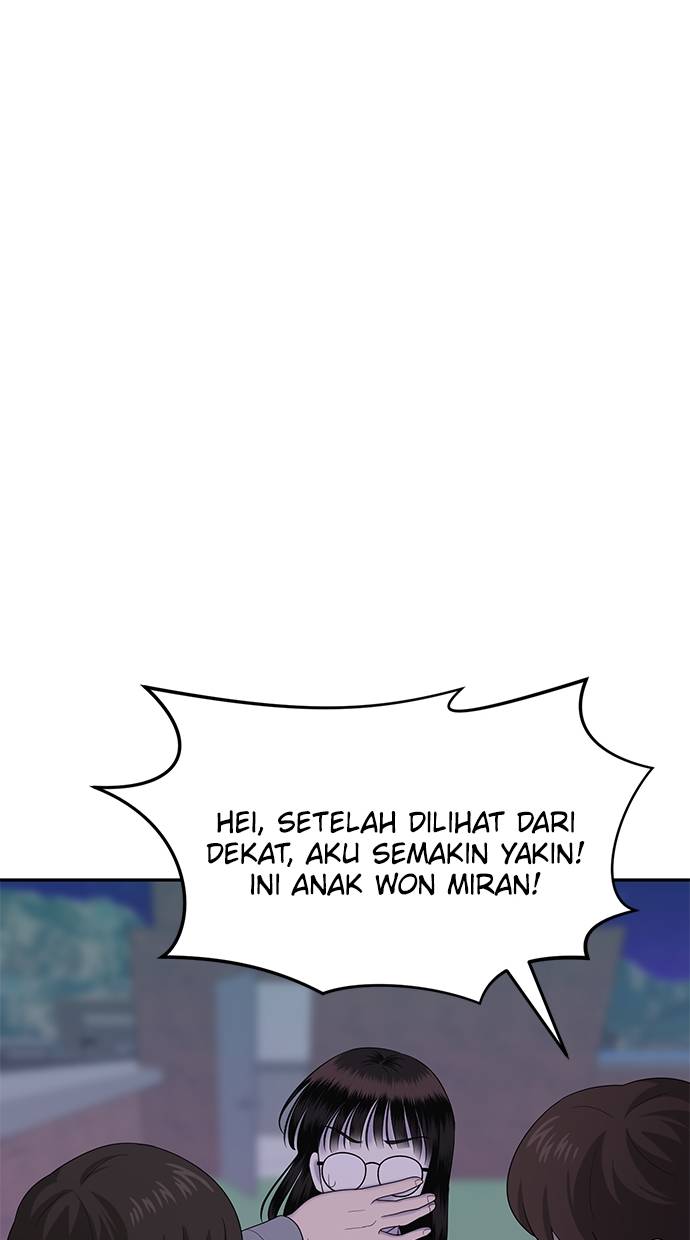 HEI, SETELAH DILIHAT DARI
DEKAT, AKU SEMAKIN YAKIN!
INI ANAK WON MIRAN!